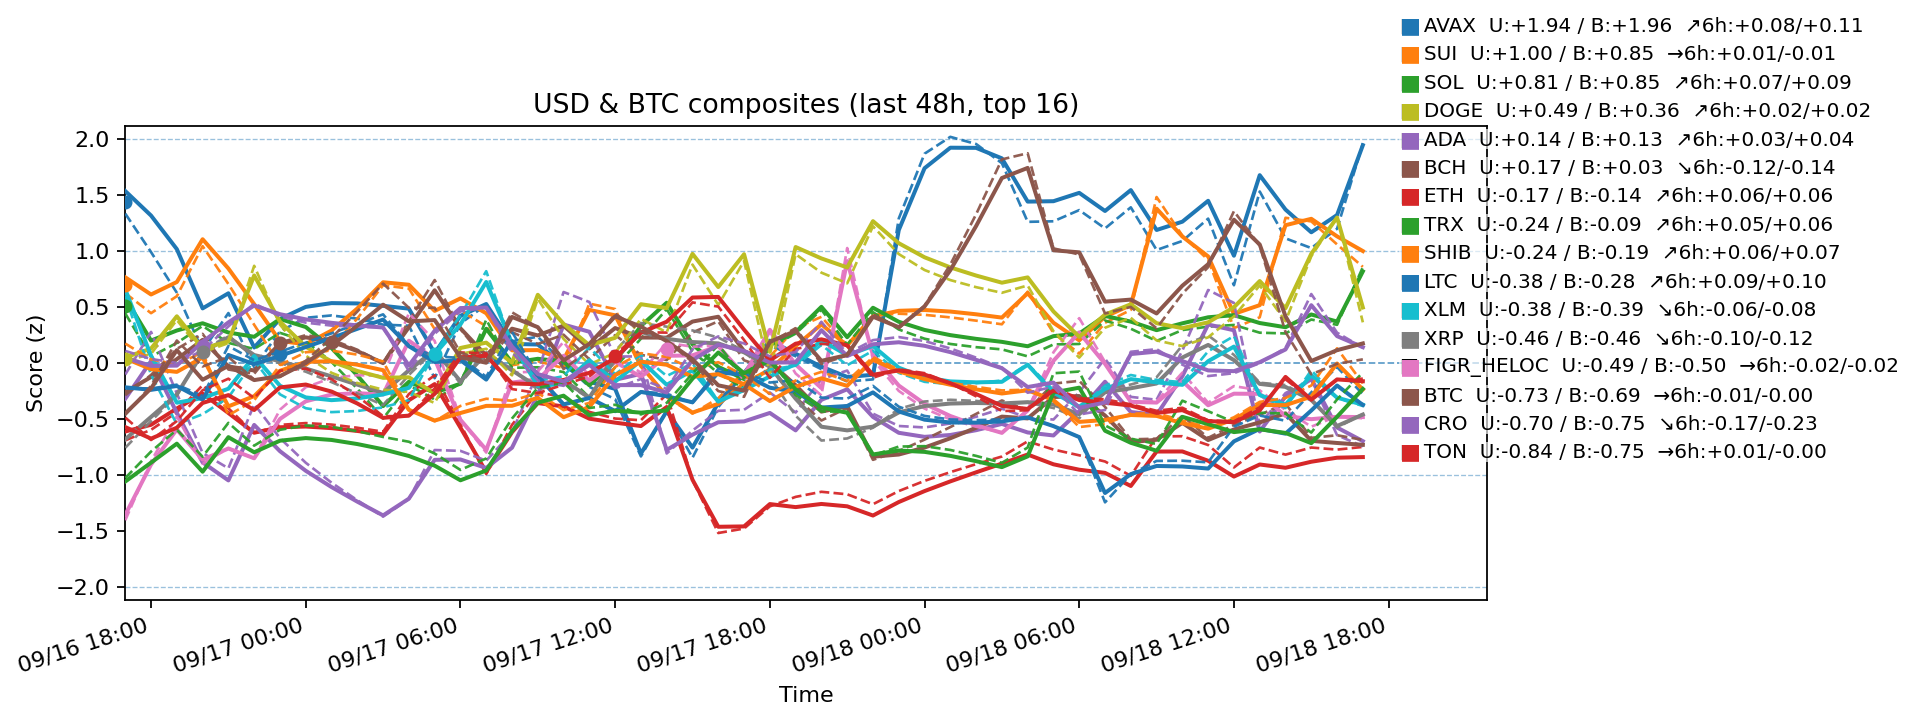 AVAX  U:+1.94 / B:+1.96  ↗6h:+0.08/+0.11
SUI  U:+1.00 / B:+0.85  →6h:+0.01/-0.01
SOL  U:+0.81 / B:+0.85  ↗6h:+0.07/+0.09
DOGE  U:+0.49 / B:+0.36  ↗6h:+0.02/+0.02
ADA  U:+0.14 / B:+0.13  ↗6h:+0.03/+0.04
BCH  U:+0.17 / B:+0.03  ↘6h:-0.12/-0.14
ETH  U:-0.17 / B:-0.14  ↗6h:+0.06/+0.06
TRX  U:-0.24 / B:-0.09  ↗6h:+0.05/+0.06
SHIB  U:-0.24 / B:-0.19  ↗6h:+0.06/+0.07
LTC  U:-0.38 / B:-0.28  ↗6h:+0.09/+0.10
XLM  U:-0.38 / B:-0.39  ↘6h:-0.06/-0.08
XRP  U:-0.46 / B:-0.46  ↘6h:-0.10/-0.12
FIGR_HELOC  U:-0.49 / B:-0.50  →6h:-0.02/-0.02
BTC  U:-0.73 / B:-0.69  →6h:-0.01/-0.00
CRO  U:-0.70 / B:-0.75  ↘6h:-0.17/-0.23
TON  U:-0.84 / B:-0.75  →6h:+0.01/-0.00
USD & BTC composites (last 48h, top 16)
Score (z)
2.0
1.5
1.0
0.5
0.0
−0.5
−1.0
−1.5
−2.0
09/16 18:00
09/17 00:00
09/17 06:00
09/17 12:00
09/17 18:00
09/18 00:00
09/18 06:00
09/18 12:00
09/18 18:00
Time